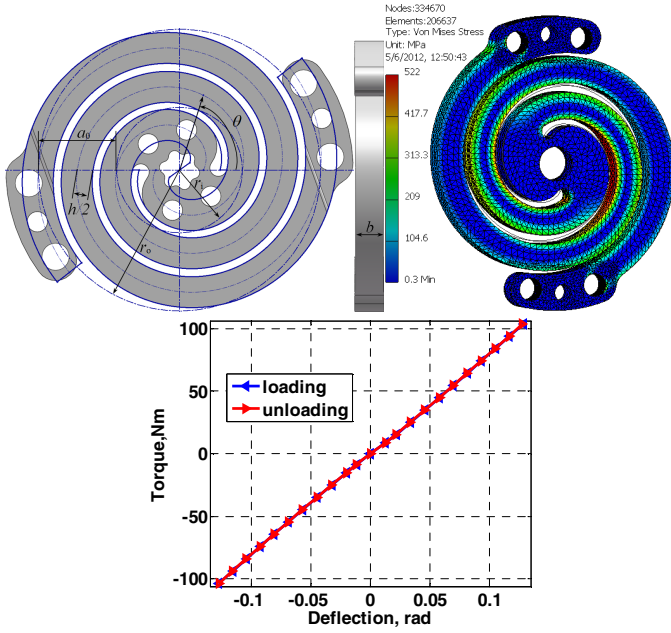 Nodes:334670
Elements:206637
Type: Von Mises Stress
Unit: MPa
5/6/2012, 12:50:43
522
417.7
313.3
209
104.6
0.3 Min
θ
a₀
r₁
h/2
rₒ
b
100
50
0
-50
-100
loading
unloading
Torque,Nm
-0.1
-0.05
0
0.05
0.1
Deflection, rad